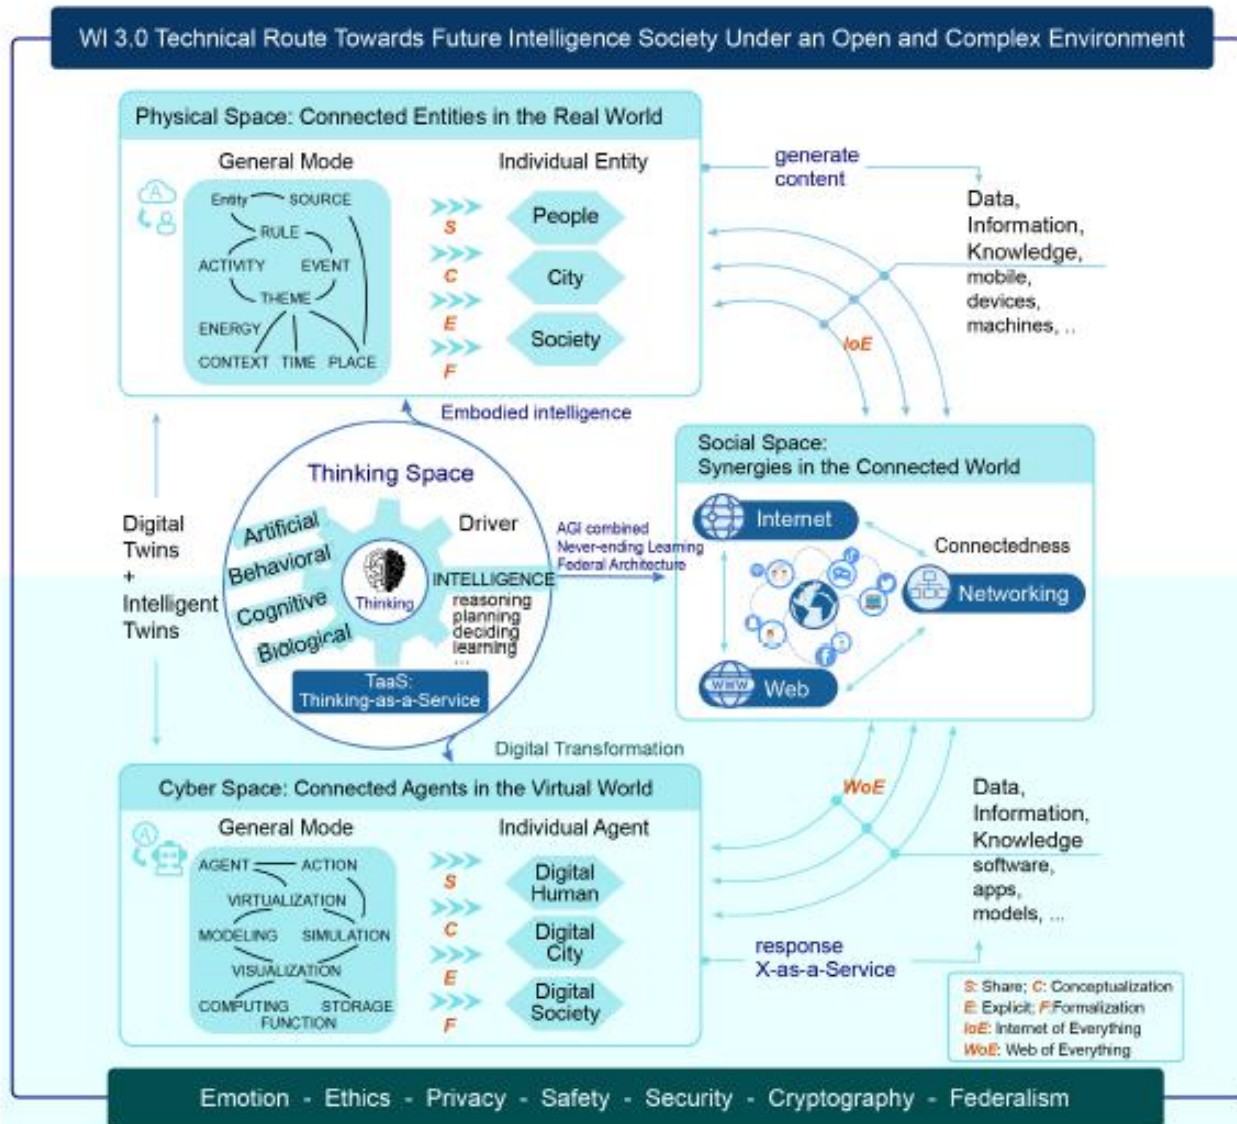 WI 3.0 Technical Route Towards Future Intelligence Society Under an Open and Complex Environment
Physical Space: Connected Entities in the Real World
General Mode
Individual Entity
A
Entity
SOURCE
RULE
ACTIVITY
EVENT
THEME
ENERGY
CONTEXT
TIME
PLACE
S
C
E
F
People
City
Society
generate
content
Data,
Information,
Knowledge,
mobile,
devices,
machines, ..
IoE
Embodied intelligence
Thinking Space
Artificial
Behavioral
Cognitive
Biological
Thinking
Driver
INTELLIGENCE
reasoning
planning
deciding
learning
...
TaaS:
Thinking-as-a-Service
Digital
Twins
+
Intelligent
Twins
AGI combined
Never-ending Learning
Federal Architecture
Social Space:
Synergies in the Connected World
Internet
Connectedness
Networking
WWW
Web
Digital Transformation
Cyber Space: Connected Agents in the Virtual World
General Mode
Individual Agent
A
AGENT
ACTION
VIRTUALIZATION
MODELING
SIMULATION
VISUALIZATION
COMPUTING
STORAGE
FUNCTION
S
C
E
F
Digital
Human
Digital
City
Digital
Society
WoE
Data,
Information,
Knowledge
software,
apps,
models, ...
response
X-as-a-Service
S: Share; C: Conceptualization
E: Explicit; F:Formalization
IoE: Internet of Everything
WoE: Web of Everything
Emotion - Ethics - Privacy - Safety - Security - Cryptography - Federalism